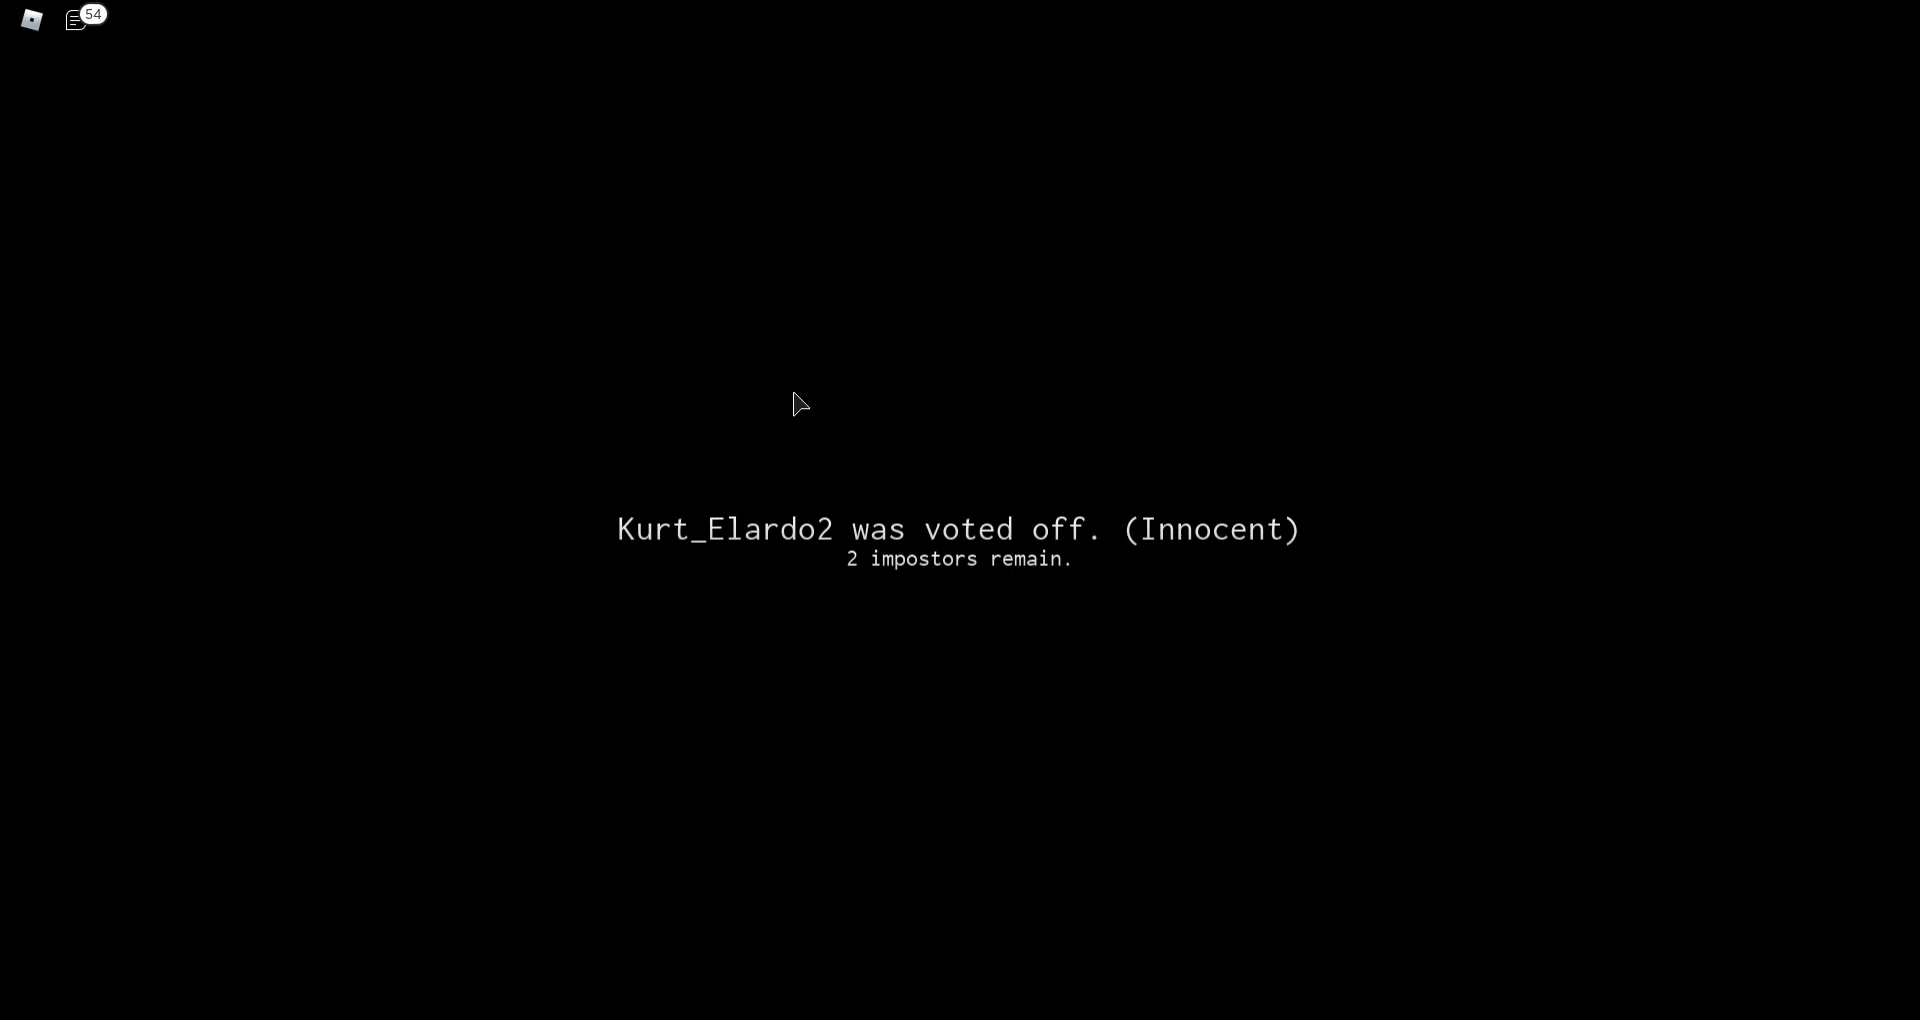 54
Kurt_Elardo2 was voted off. (Innocent)
2 impostors remain.